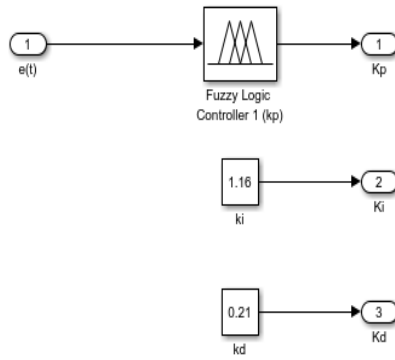 1
e(t)
Fuzzy Logic
Controller 1 (kp)
1
Kp
1.16
ki
2
Ki
0.21
kd
3
Kd